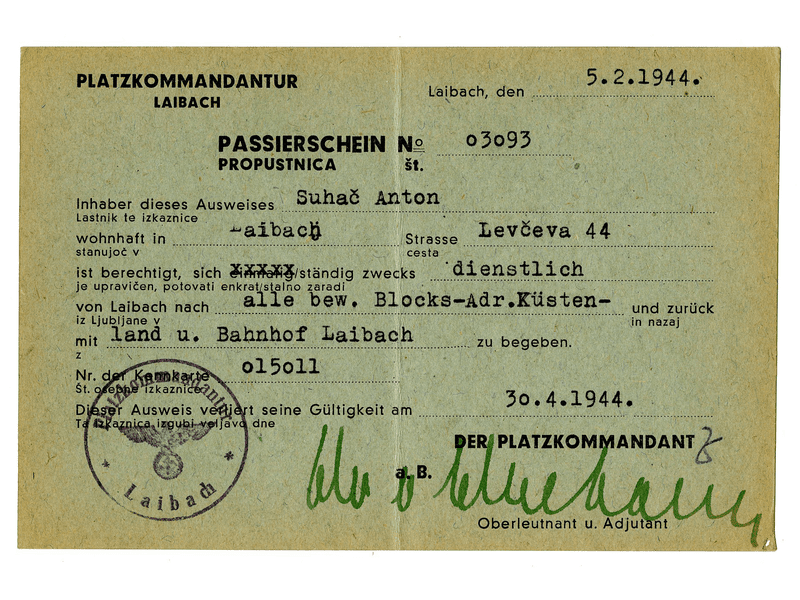 PLATZKOMMANDANTUR
LAIBACH
Laibach, den 5.2.1944.
PASSIERSCHEIN No 03093
PROPUSTNICA št.
Inhaber dieses Ausweises Suhač Anton
Lastnik te izkaznice
wohnhaft in Laibach Strasse Levčeva 44
stanujoč v cesta
ist berechtigt, sich einmalig/ständig zwecks dienstlich
je upravičen, potovati enkrat/stalno zaradi
von Laibach nach alle bew. Blocks-Adr.Küsten- und zurück
iz Ljubljane v in nazaj
mit land u. Bahnhof Laibach zu begeben.
z
Nr. der Kennkarte 015011
Št. osebne izkaznice
Dieser Ausweis verliert seine Gültigkeit am 30.4.1944.
Ta izkaznica izgubi veljavo dne
DER PLATZKOMMANDANT
a.B.
Oberleutnant u. Adjutant
Platzkommandantur
* Laibach *